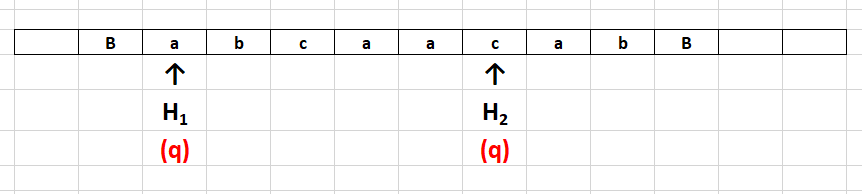 B a b c a a c a b B
↑ ↑
H₁ H₂
(q) (q)